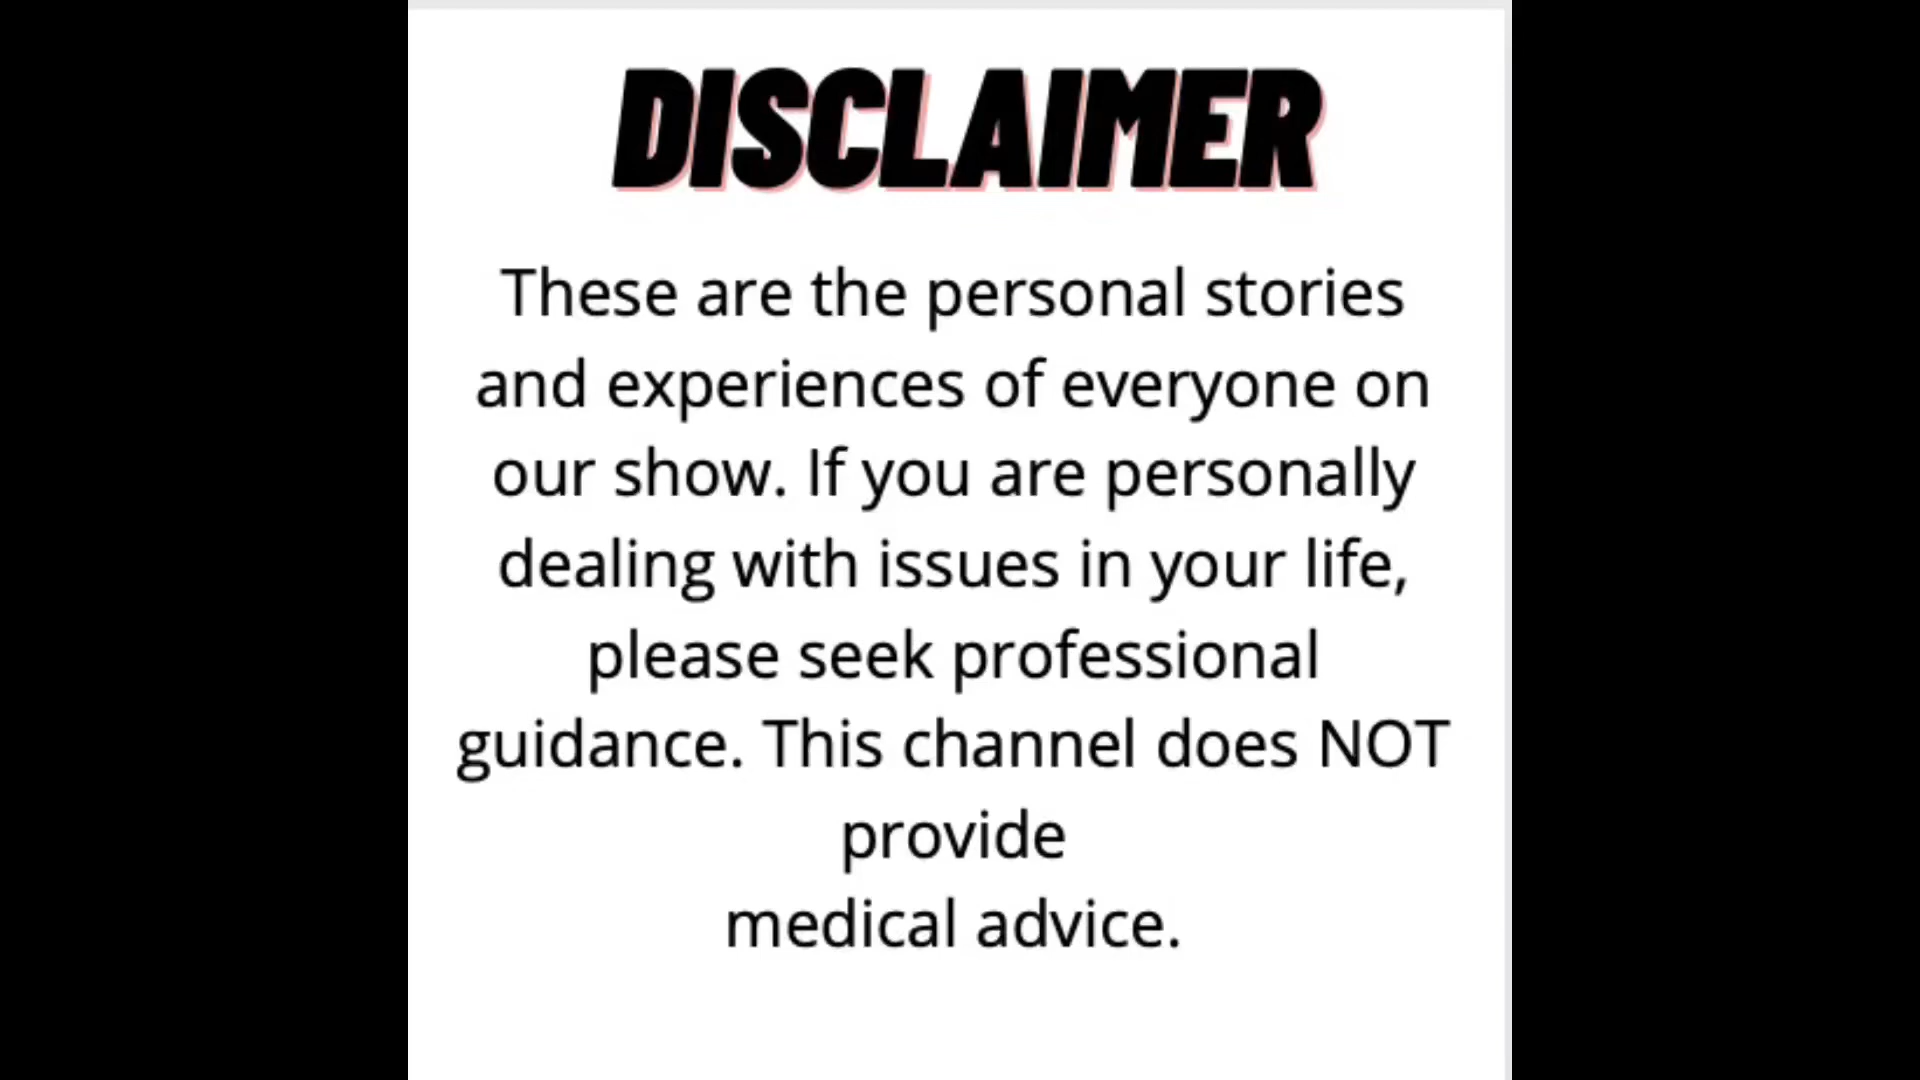 DISCLAIMER
These are the personal stories
and experiences of everyone on
our show. If you are personally
dealing with issues in your life,
please seek professional
guidance. This channel does NOT
provide
medical advice.